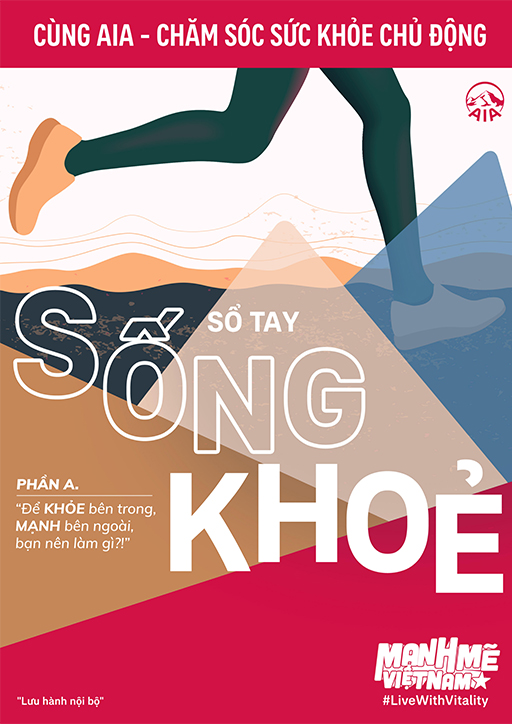 CÙNG AIA - CHĂM SÓC SỨC KHỎE CHỦ ĐỘNG
AIA
SỔ TAY
SỐNG
KHOẺ
PHẦN A.
“Để KHỎE bên trong,
MẠNH bên ngoài,
bạn nên làm gì?!”
MẠNH MẼ
VIỆT NAM
#LiveWithVitality
"Lưu hành nội bộ"